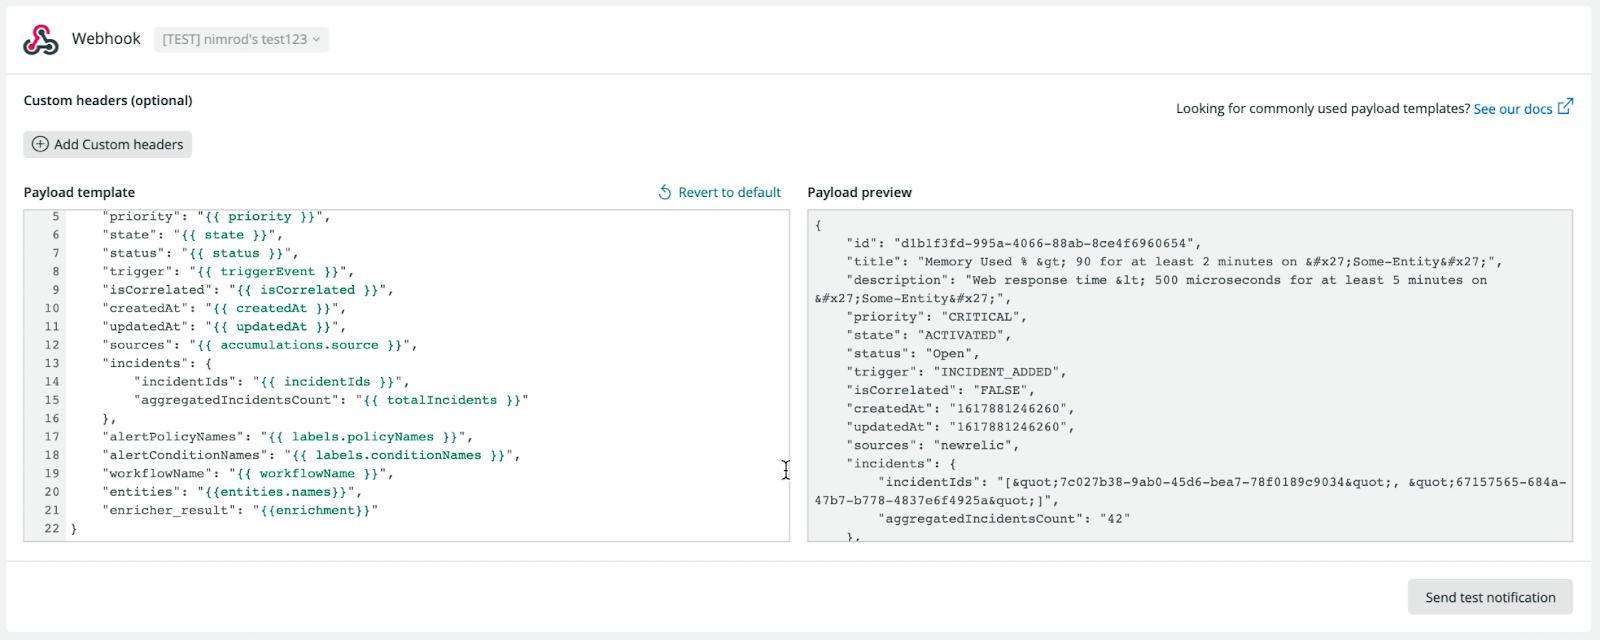 Webhook [TEST] nimrod's test123
Custom headers (optional)
Looking for commonly used payload templates? See our docs
Add Custom headers
Payload template
Revert to default
5 "priority": "{{ priority }}",
6 "state": "{{ state }}",
7 "status": "{{ status }}",
8 "trigger": "{{ triggerEvent }}",
9 "isCorrelated": "{{ isCorrelated }}",
10 "createdAt": "{{ createdAt }}",
11 "updatedAt": "{{ updatedAt }}",
12 "sources": "{{ accumulations.source }}",
13 "incidents": {
14 "incidentIds": "{{ incidentIds }}",
15 "aggregatedIncidentsCount": "{{ totalIncidents }}"
16 },
17 "alertPolicyNames": "{{ labels.policyNames }}",
18 "alertConditionNames": "{{ labels.conditionNames }}",
19 "workflowName": "{{ workflowName }}",
20 "entities": "{{entities.names}}",
21 "enricher_result": "{{enrichment}}"
22 }
Payload preview
{
"id": "d1b1f3fd-995a-4066-88ab-8ce4f6960654",
"title": "Memory Used % &gt; 90 for at least 2 minutes on &#x27;Some-Entity&#x27;",
"description": "Web response time &lt; 500 microseconds for at least 5 minutes on
&#x27;Some-Entity&#x27;",
"priority": "CRITICAL",
"state": "ACTIVATED",
"status": "Open",
"trigger": "INCIDENT_ADDED",
"isCorrelated": "FALSE",
"createdAt": "1617881246260",
"updatedAt": "1617881246260",
"sources": "newrelic",
"incidents": {
"incidentIds": "[&quot;7c027b38-9ab0-45d6-bea7-78f0189c9034&quot;, &quot;67157565-684a-
47b7-b778-4837e6f4925a&quot;]",
"aggregatedIncidentsCount": "42"
},
Send test notification